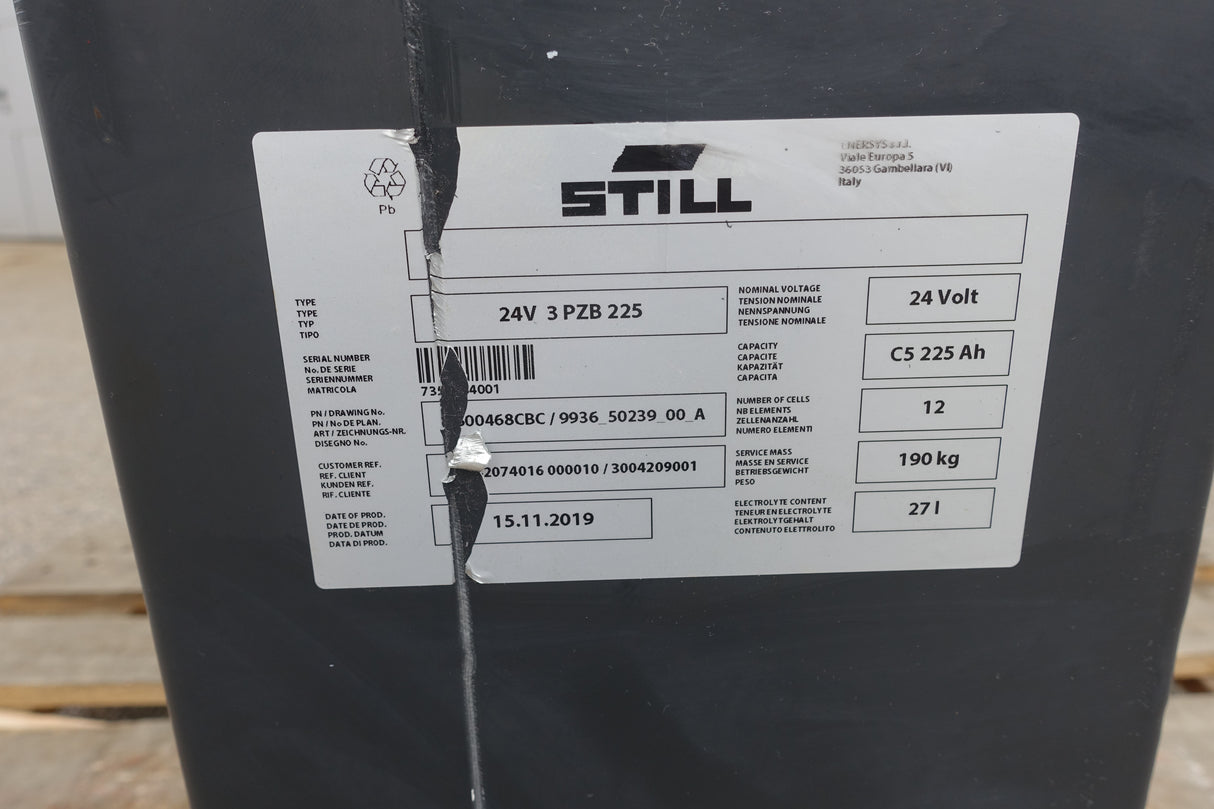 Pb
STILL
ENERSYS s.r.l.
Viale Europa 5
36053 Gambellara (VI)
Italy
TYPE
TYPE
TYP
TIPO
24V 3 PZB 225
SERIAL NUMBER
No. DE SERIE
SERIENNUMMER
MATRICOLA
4001
PN / DRAWING No.
PN / No DE PLAN.
ART / ZEICHNUNGS-NR.
DISEGNO No.
00468CBC / 9936_50239_00_A
CUSTOMER REF.
REF. CLIENT
KUNDEN REF.
RIF. CLIENTE
2074016 000010 / 3004209001
DATE OF PROD.
DATE DE PROD.
PROD. DATUM
DATA DI PROD.
15.11.2019
NOMINAL VOLTAGE
TENSION NOMINALE
NENNSPANNUNG
TENSIONE NOMINALE
24 Volt
CAPACITY
CAPACITE
KAPAZITÄT
CAPACITA
C5 225 Ah
NUMBER OF CELLS
NB ELEMENTS
ZELLENANZAHL
NUMERO ELEMENTI
12
SERVICE MASS
MASSE EN SERVICE
BETRIEBSGEWICHT
PESO
190 kg
ELECTROLYTE CONTENT
TENEUR EN ELECTROLYTE
ELEKTROLYTGEHALT
CONTENUTO ELETTROLITO
27 l